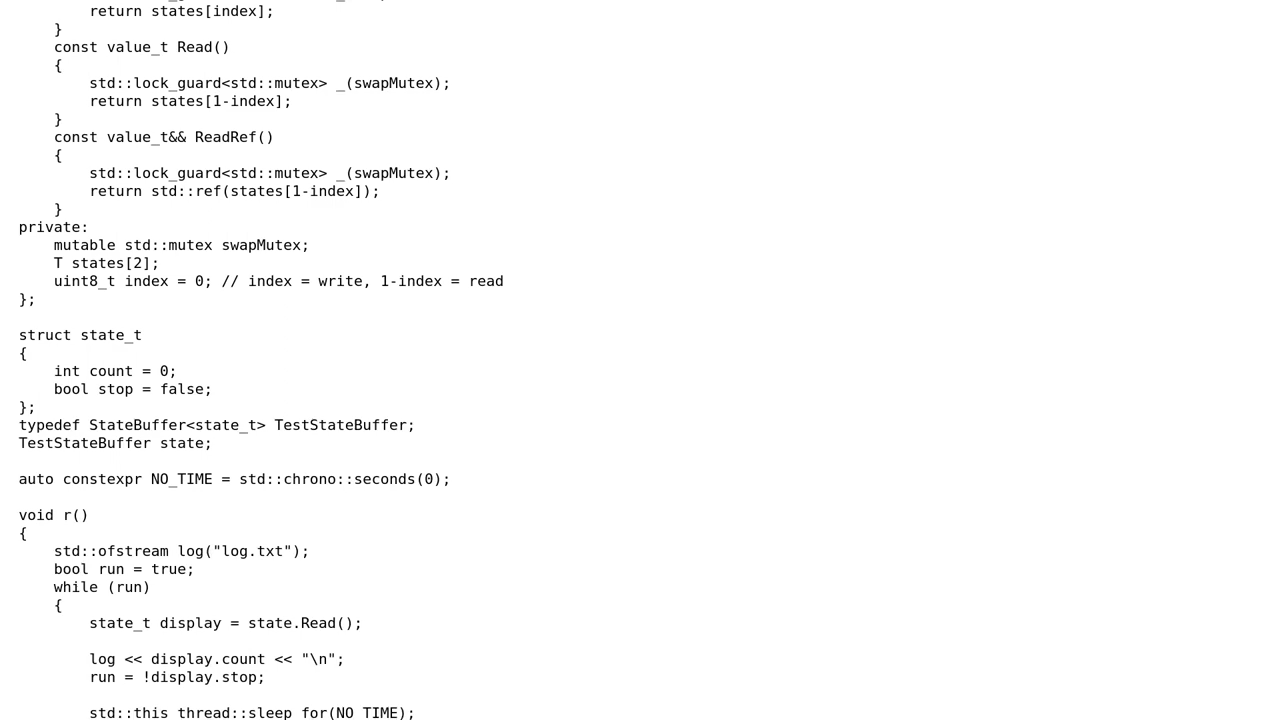 return states[index];
    }
    const value_t Read()
    {
        std::lock_guard<std::mutex> _(swapMutex);
        return states[1-index];
    }
    const value_t&& ReadRef()
    {
        std::lock_guard<std::mutex> _(swapMutex);
        return std::ref(states[1-index]);
    }
private:
    mutable std::mutex swapMutex;
    T states[2];
    uint8_t index = 0; // index = write, 1-index = read
};

struct state_t
{
    int count = 0;
    bool stop = false;
};
typedef StateBuffer<state_t> TestStateBuffer;
TestStateBuffer state;

auto constexpr NO_TIME = std::chrono::seconds(0);

void r()
{
    std::ofstream log("log.txt");
    bool run = true;
    while (run)
    {
        state_t display = state.Read();

        log << display.count << "\n";
        run = !display.stop;

        std::this_thread::sleep_for(NO_TIME);